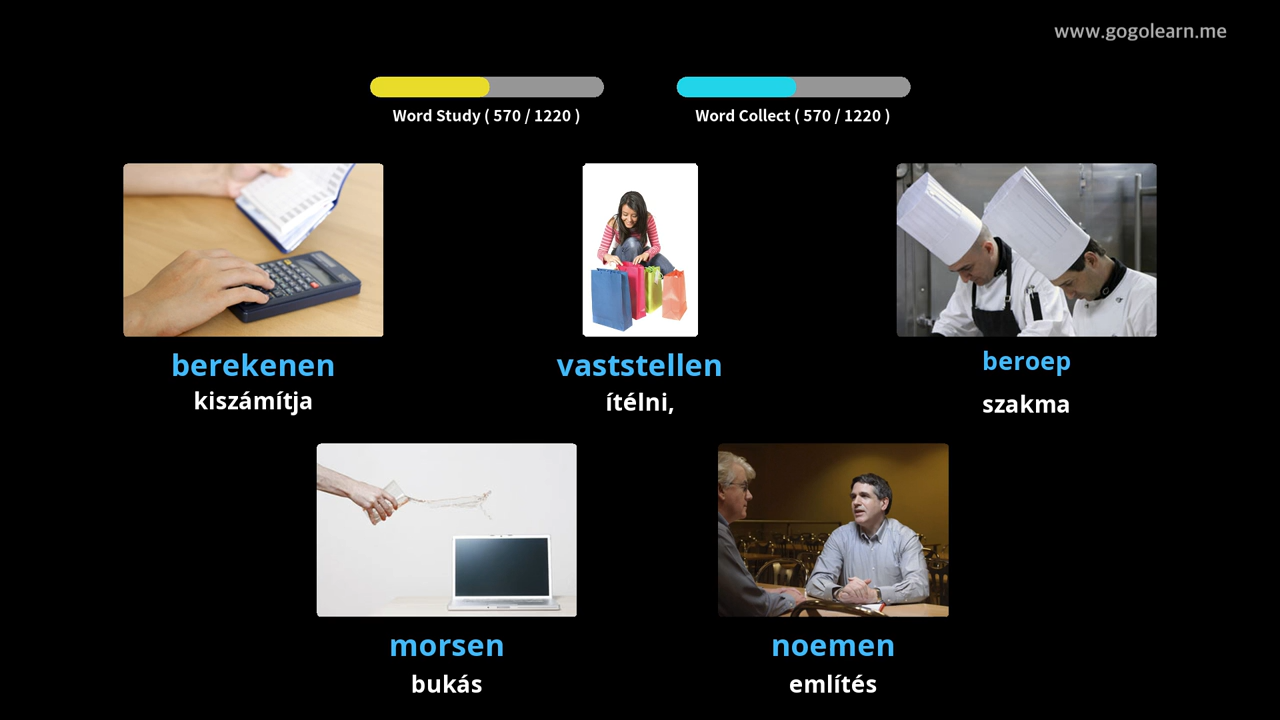 www.gogolearn.me
Word Study ( 570 / 1220 )
Word Collect ( 570 / 1220 )
berekenen
kiszámítja
vaststellen
ítélni,
beroep
szakma
morsen
bukás
noemen
említés